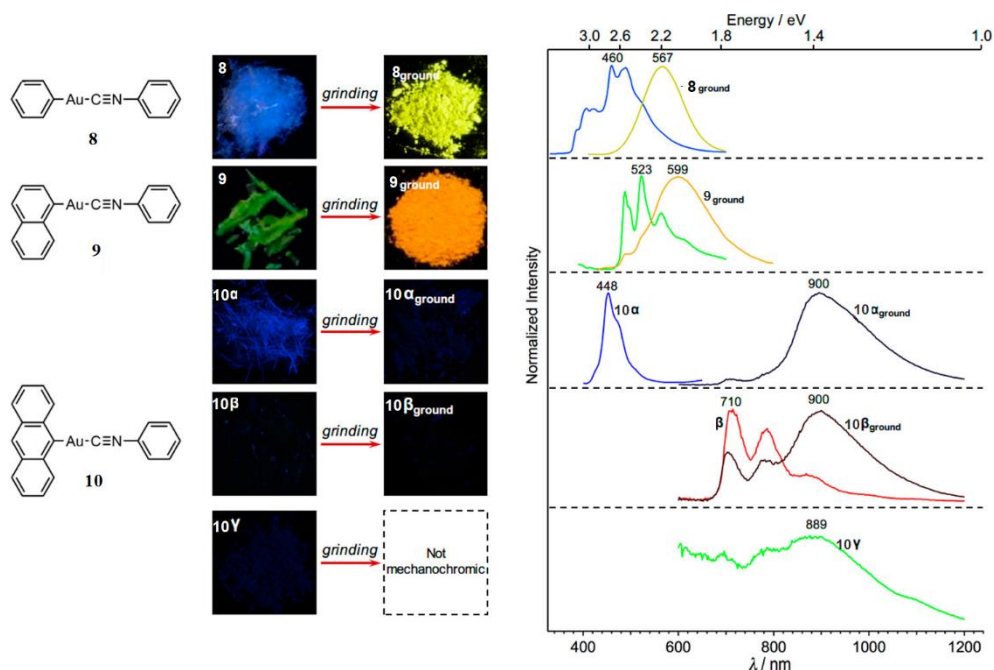 Au-C≡N
8
8
grinding
8ground
Au-C≡N
9
9
grinding
9ground
10α
grinding
10αground
Au-C≡N
10
10β
grinding
10βground
10γ
grinding
Not
mechanochromic
Energy / eV
3.0 2.6 2.2 1.8 1.4 1.0
460 567
8ground
523 599
9ground
448 900
10α
10αground
710 900
β
10βground
889
10γ
Normalized Intensity
400 600 800 1000 1200
λ / nm